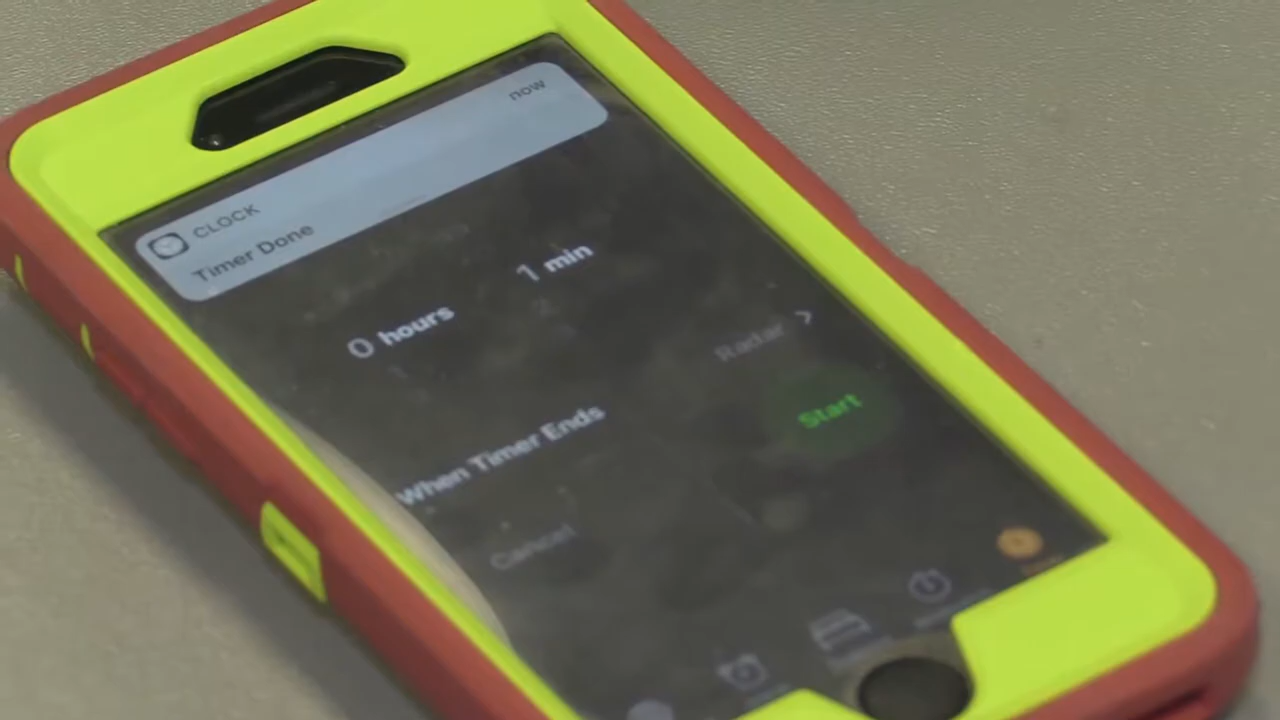 now
CLOCK
Timer Done
0 hours 1 min
When Timer Ends Radar
Cancel Start